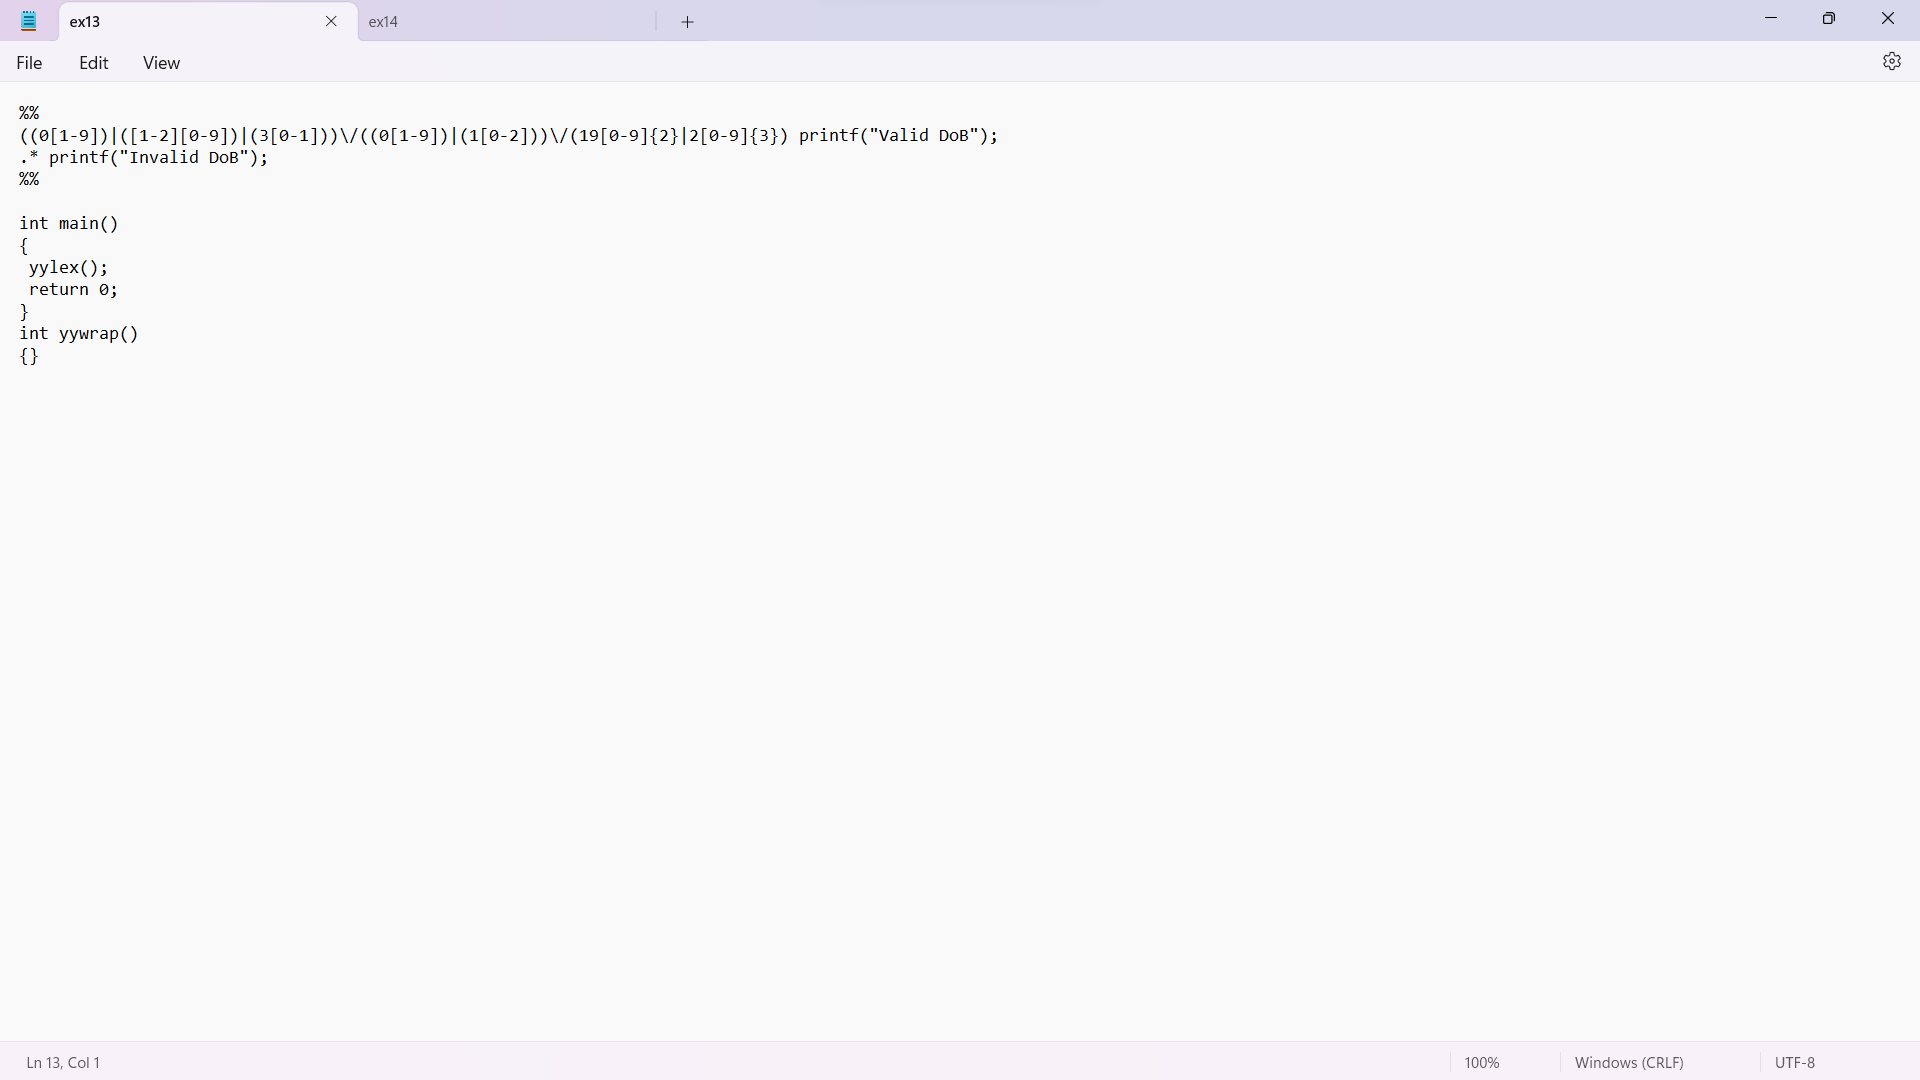 ex13
ex14
File Edit View
%%
((0[1-9])|([1-2][0-9])|(3[0-1]))\/((0[1-9])|(1[0-2]))\/(19[0-9]{2}|2[0-9]{3}) printf("Valid DoB");
.* printf("Invalid DoB");
%%
int main()
{
 yylex();
 return 0;
}
int yywrap()
{}
Ln 13, Col 1
100%
Windows (CRLF)
UTF-8